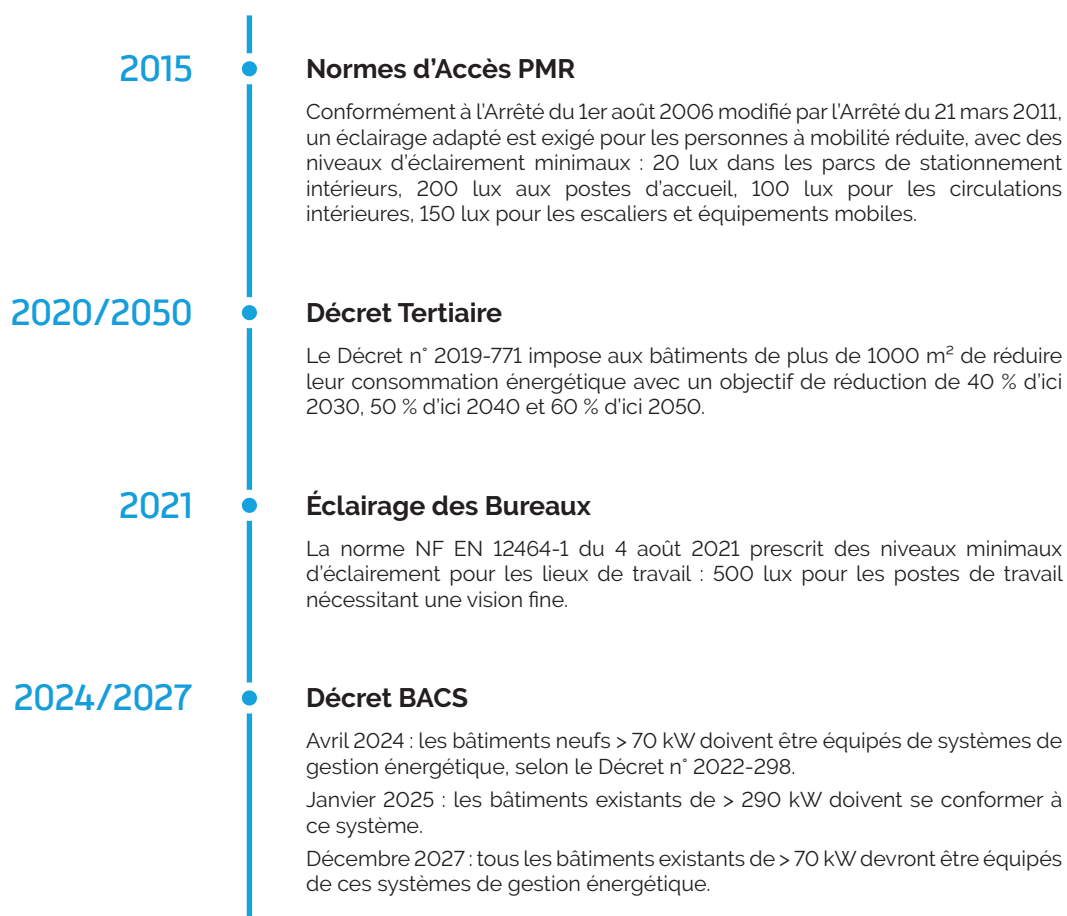 2015
Normes d’Accès PMR
Conformément à l’Arrêté du 1er août 2006 modifié par l’Arrêté du 21 mars 2011,
un éclairage adapté est exigé pour les personnes à mobilité réduite, avec des
niveaux d’éclairement minimaux : 20 lux dans les parcs de stationnement
intérieurs, 200 lux aux postes d’accueil, 100 lux pour les circulations
intérieures, 150 lux pour les escaliers et équipements mobiles.
2020/2050
Décret Tertiaire
Le Décret n° 2019-771 impose aux bâtiments de plus de 1000 m² de réduire
leur consommation énergétique avec un objectif de réduction de 40 % d’ici
2030, 50 % d’ici 2040 et 60 % d’ici 2050.
2021
Éclairage des Bureaux
La norme NF EN 12464-1 du 4 août 2021 prescrit des niveaux minimaux
d’éclairement pour les lieux de travail : 500 lux pour les postes de travail
nécessitant une vision fine.
2024/2027
Décret BACS
Avril 2024 : les bâtiments neufs > 70 kW doivent être équipés de systèmes de
gestion énergétique, selon le Décret n° 2022-298.
Janvier 2025 : les bâtiments existants de > 290 kW doivent se conformer à
ce système.
Décembre 2027 : tous les bâtiments existants de > 70 kW devront être équipés
de ces systèmes de gestion énergétique.